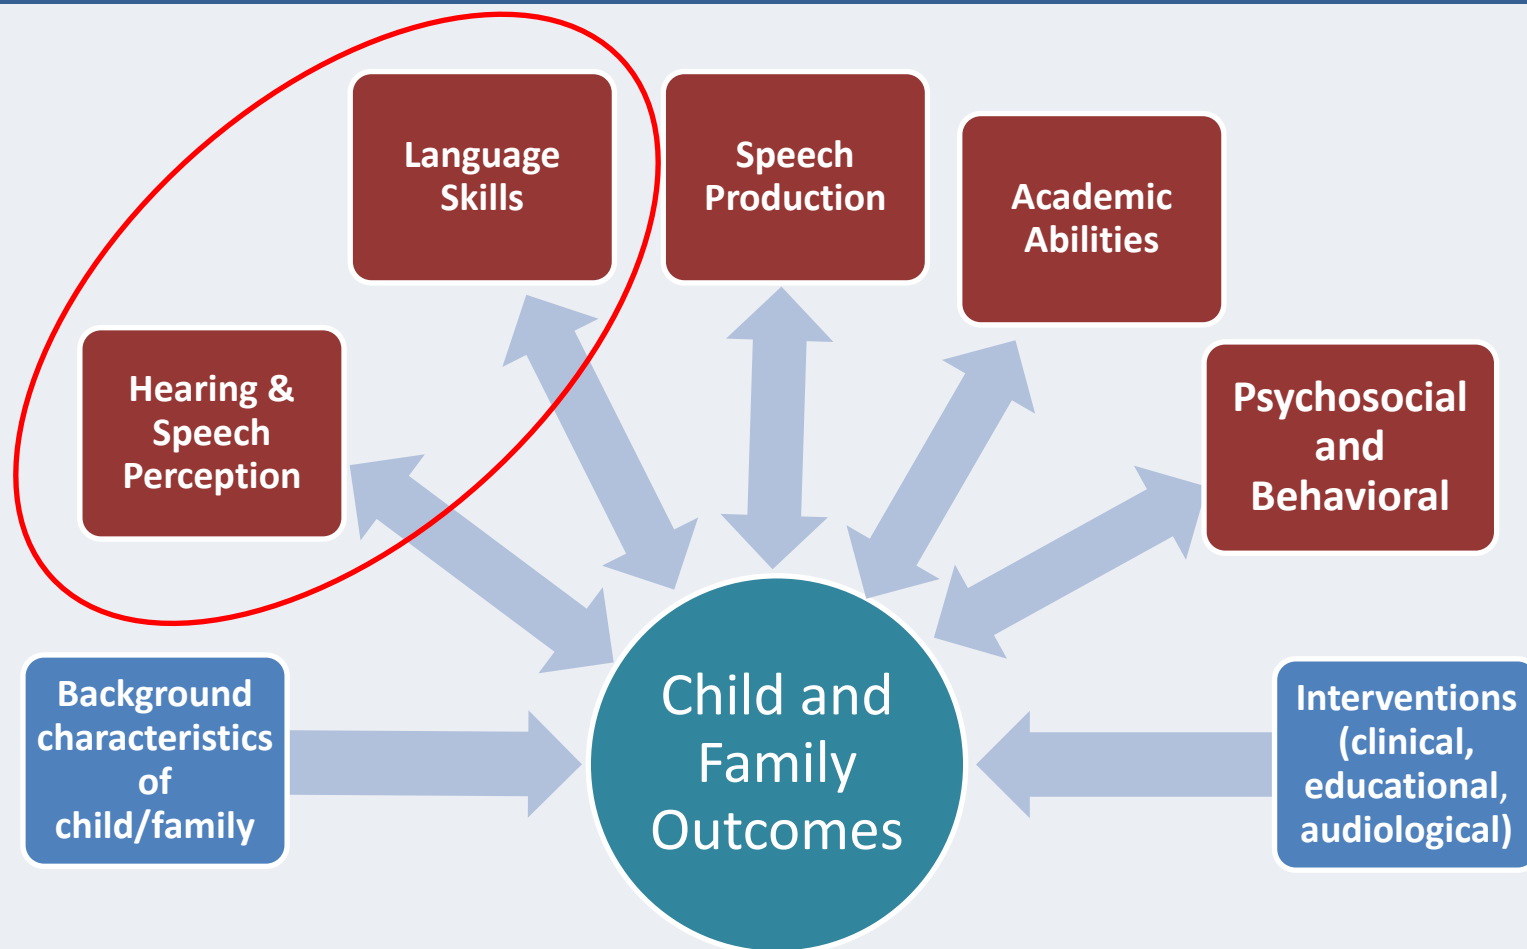 Language
Skills
Speech
Production
Academic
Abilities
Hearing &
Speech
Perception
Psychosocial
and
Behavioral
Background
characteristics
of
child/family
Child and
Family
Outcomes
Interventions
(clinical,
educational,
audiological)